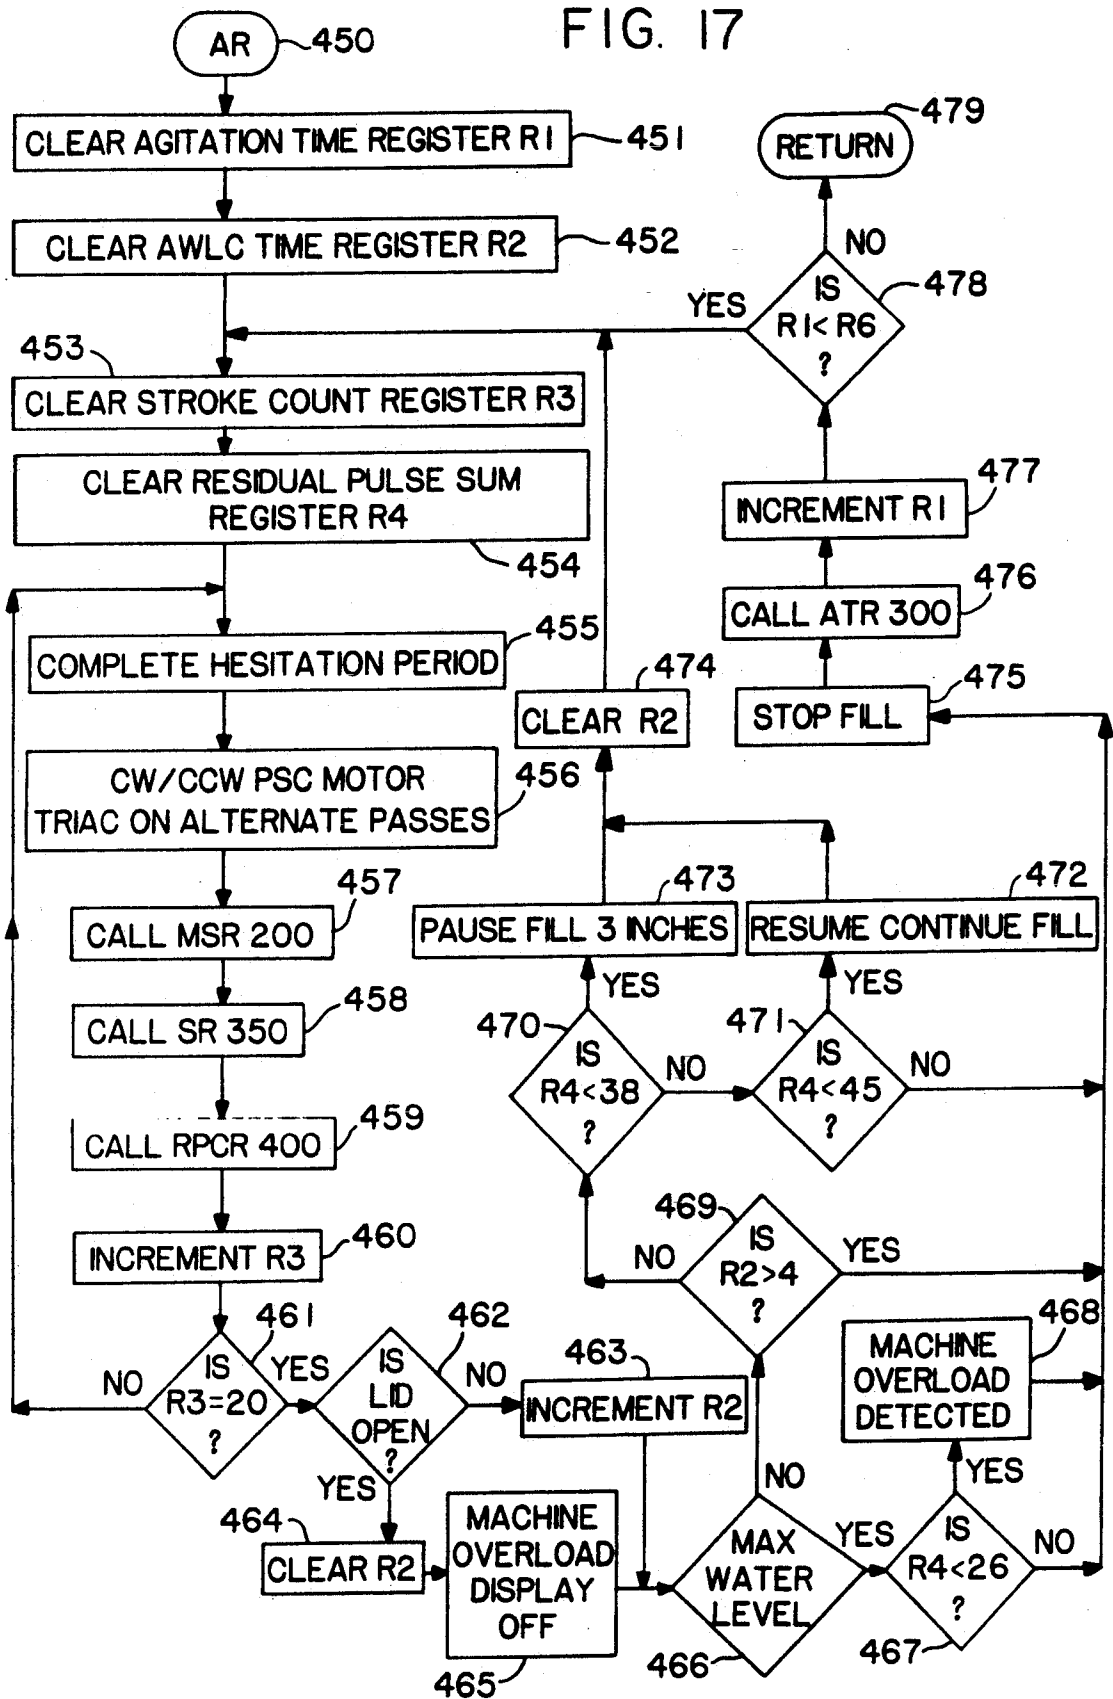 FIG. 17
AR
450
CLEAR AGITATION TIME REGISTER R1
451
CLEAR AWLC TIME REGISTER R2
452
453
CLEAR STROKE COUNT REGISTER R3
CLEAR RESIDUAL PULSE SUM
REGISTER R4
454
COMPLETE HESITATION PERIOD
455
CW/CCW PSC MOTOR
TRIAC ON ALTERNATE PASSES
456
CALL MSR 200
457
CALL SR 350
458
CALL RPCR 400
459
INCREMENT R3
460
461
IS
R3=20
?
NO
YES
462
IS
LID
OPEN
?
NO
YES
463
INCREMENT R2
464
CLEAR R2
MACHINE
OVERLOAD
DISPLAY
OFF
465
MAX
WATER
LEVEL
466
NO
YES
IS
R4<26
?
467
YES
NO
468
MACHINE
OVERLOAD
DETECTED
469
IS
R2>4
?
NO
YES
470
IS
R4<38
?
YES
NO
471
IS
R4<45
?
YES
NO
472
RESUME CONTINUE FILL
473
PAUSE FILL 3 INCHES
474
CLEAR R2
475
STOP FILL
476
CALL ATR 300
477
INCREMENT R1
478
IS
R1<R6
?
YES
NO
479
RETURN